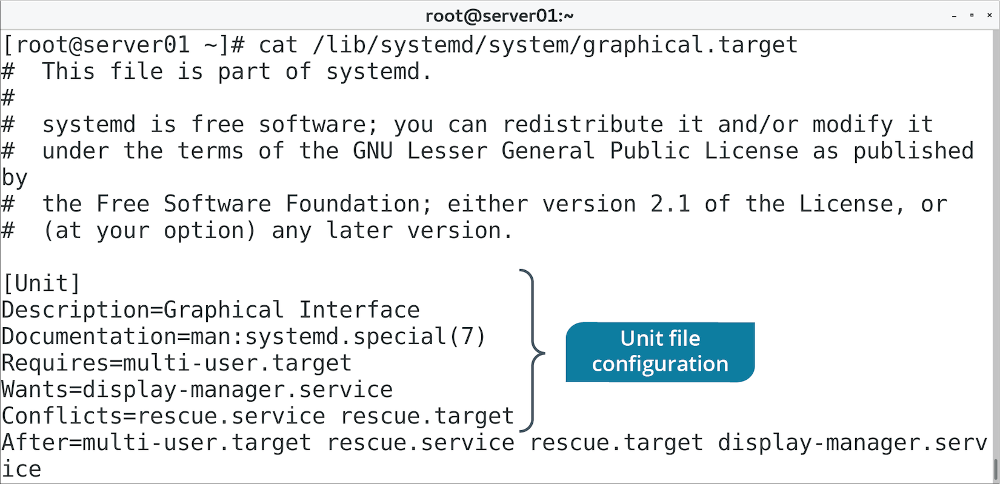 root@server01:~
[root@server01 ~]# cat /lib/systemd/system/graphical.target
#  This file is part of systemd.
#
#  systemd is free software; you can redistribute it and/or modify it
#  under the terms of the GNU Lesser General Public License as published
by
#  the Free Software Foundation; either version 2.1 of the License, or
#  (at your option) any later version.

[Unit]
Description=Graphical Interface
Documentation=man:systemd.special(7)
Requires=multi-user.target
Wants=display-manager.service
Conflicts=rescue.service rescue.target
After=multi-user.target rescue.service rescue.target display-manager.serv
ice
Unit file
configuration